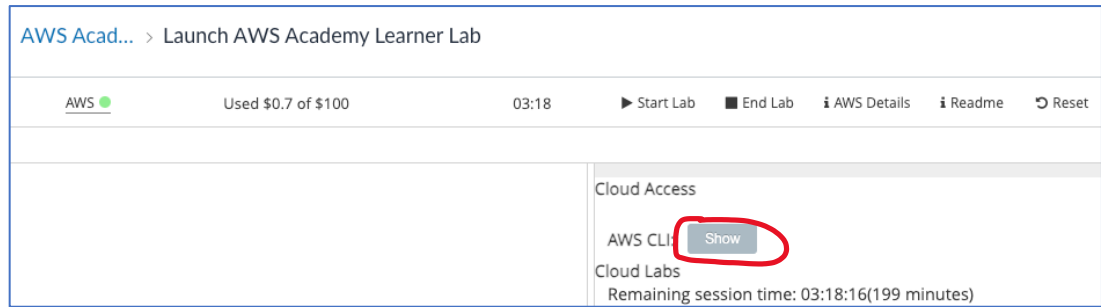 AWS Acad... > Launch AWS Academy Learner Lab
AWS Used $0.7 of $100 03:18 Start Lab End Lab i AWS Details i Readme Reset
Cloud Access
AWS CLI: Show
Cloud Labs
Remaining session time: 03:18:16(199 minutes)